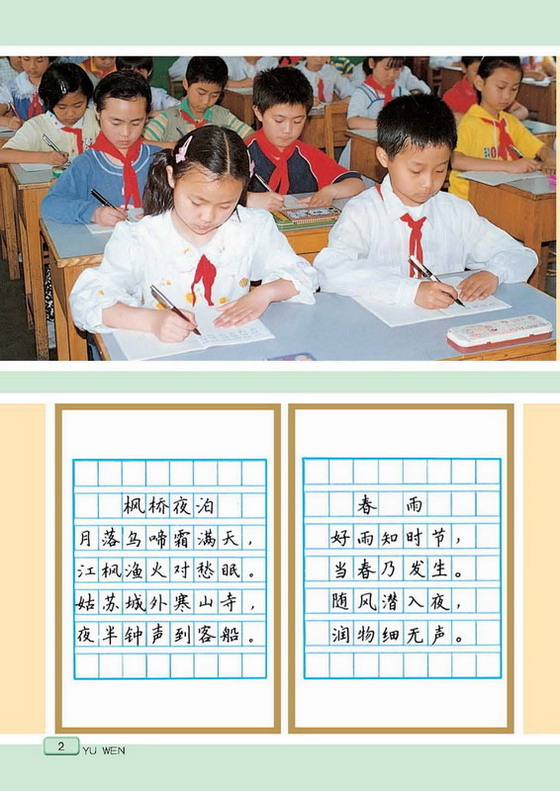 枫桥夜泊
月落乌啼霜满天，
江枫渔火对愁眠。
姑苏城外寒山寺，
夜半钟声到客船。
春 雨
好雨知时节，
当春乃发生。
随风潜入夜，
润物细无声。
2 YU WEN